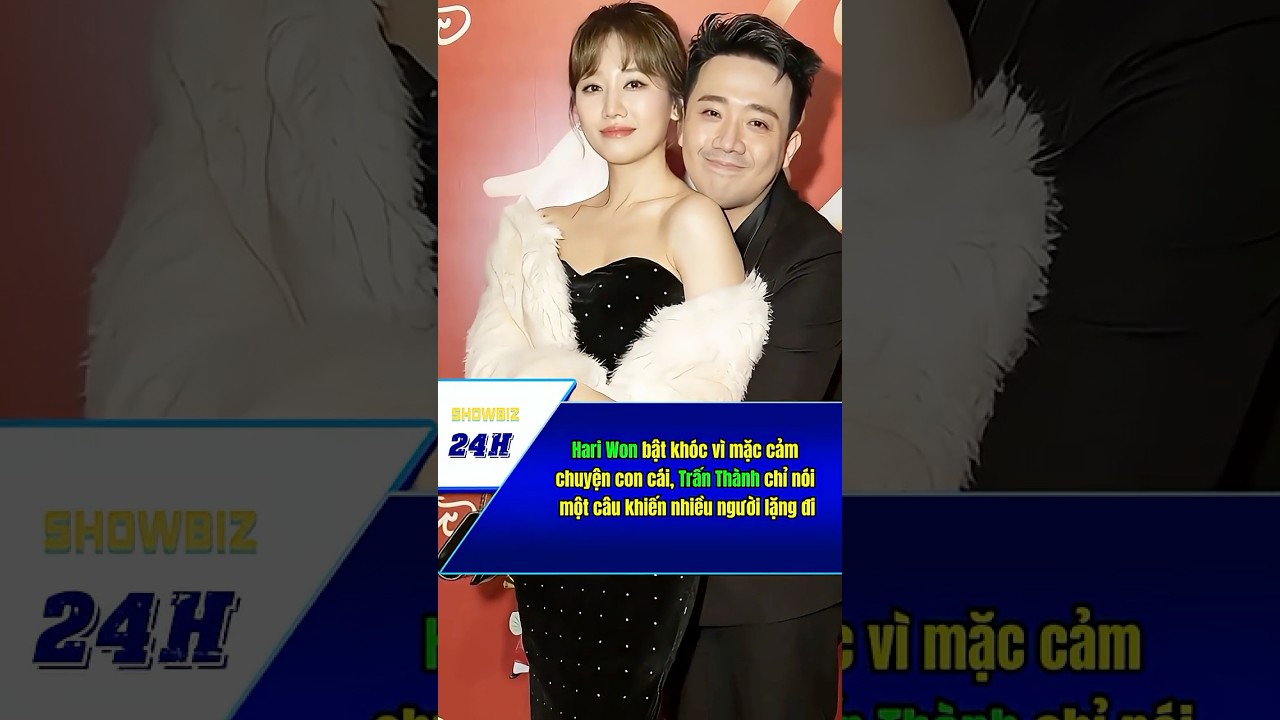 SHOWBIZ
24H
Hari Won bật khóc vì mặc cảm
chuyện con cái, Trấn Thành chỉ nói
một câu khiến nhiều người lặng đi
SHOWBIZ
24H
vì mặc cảm